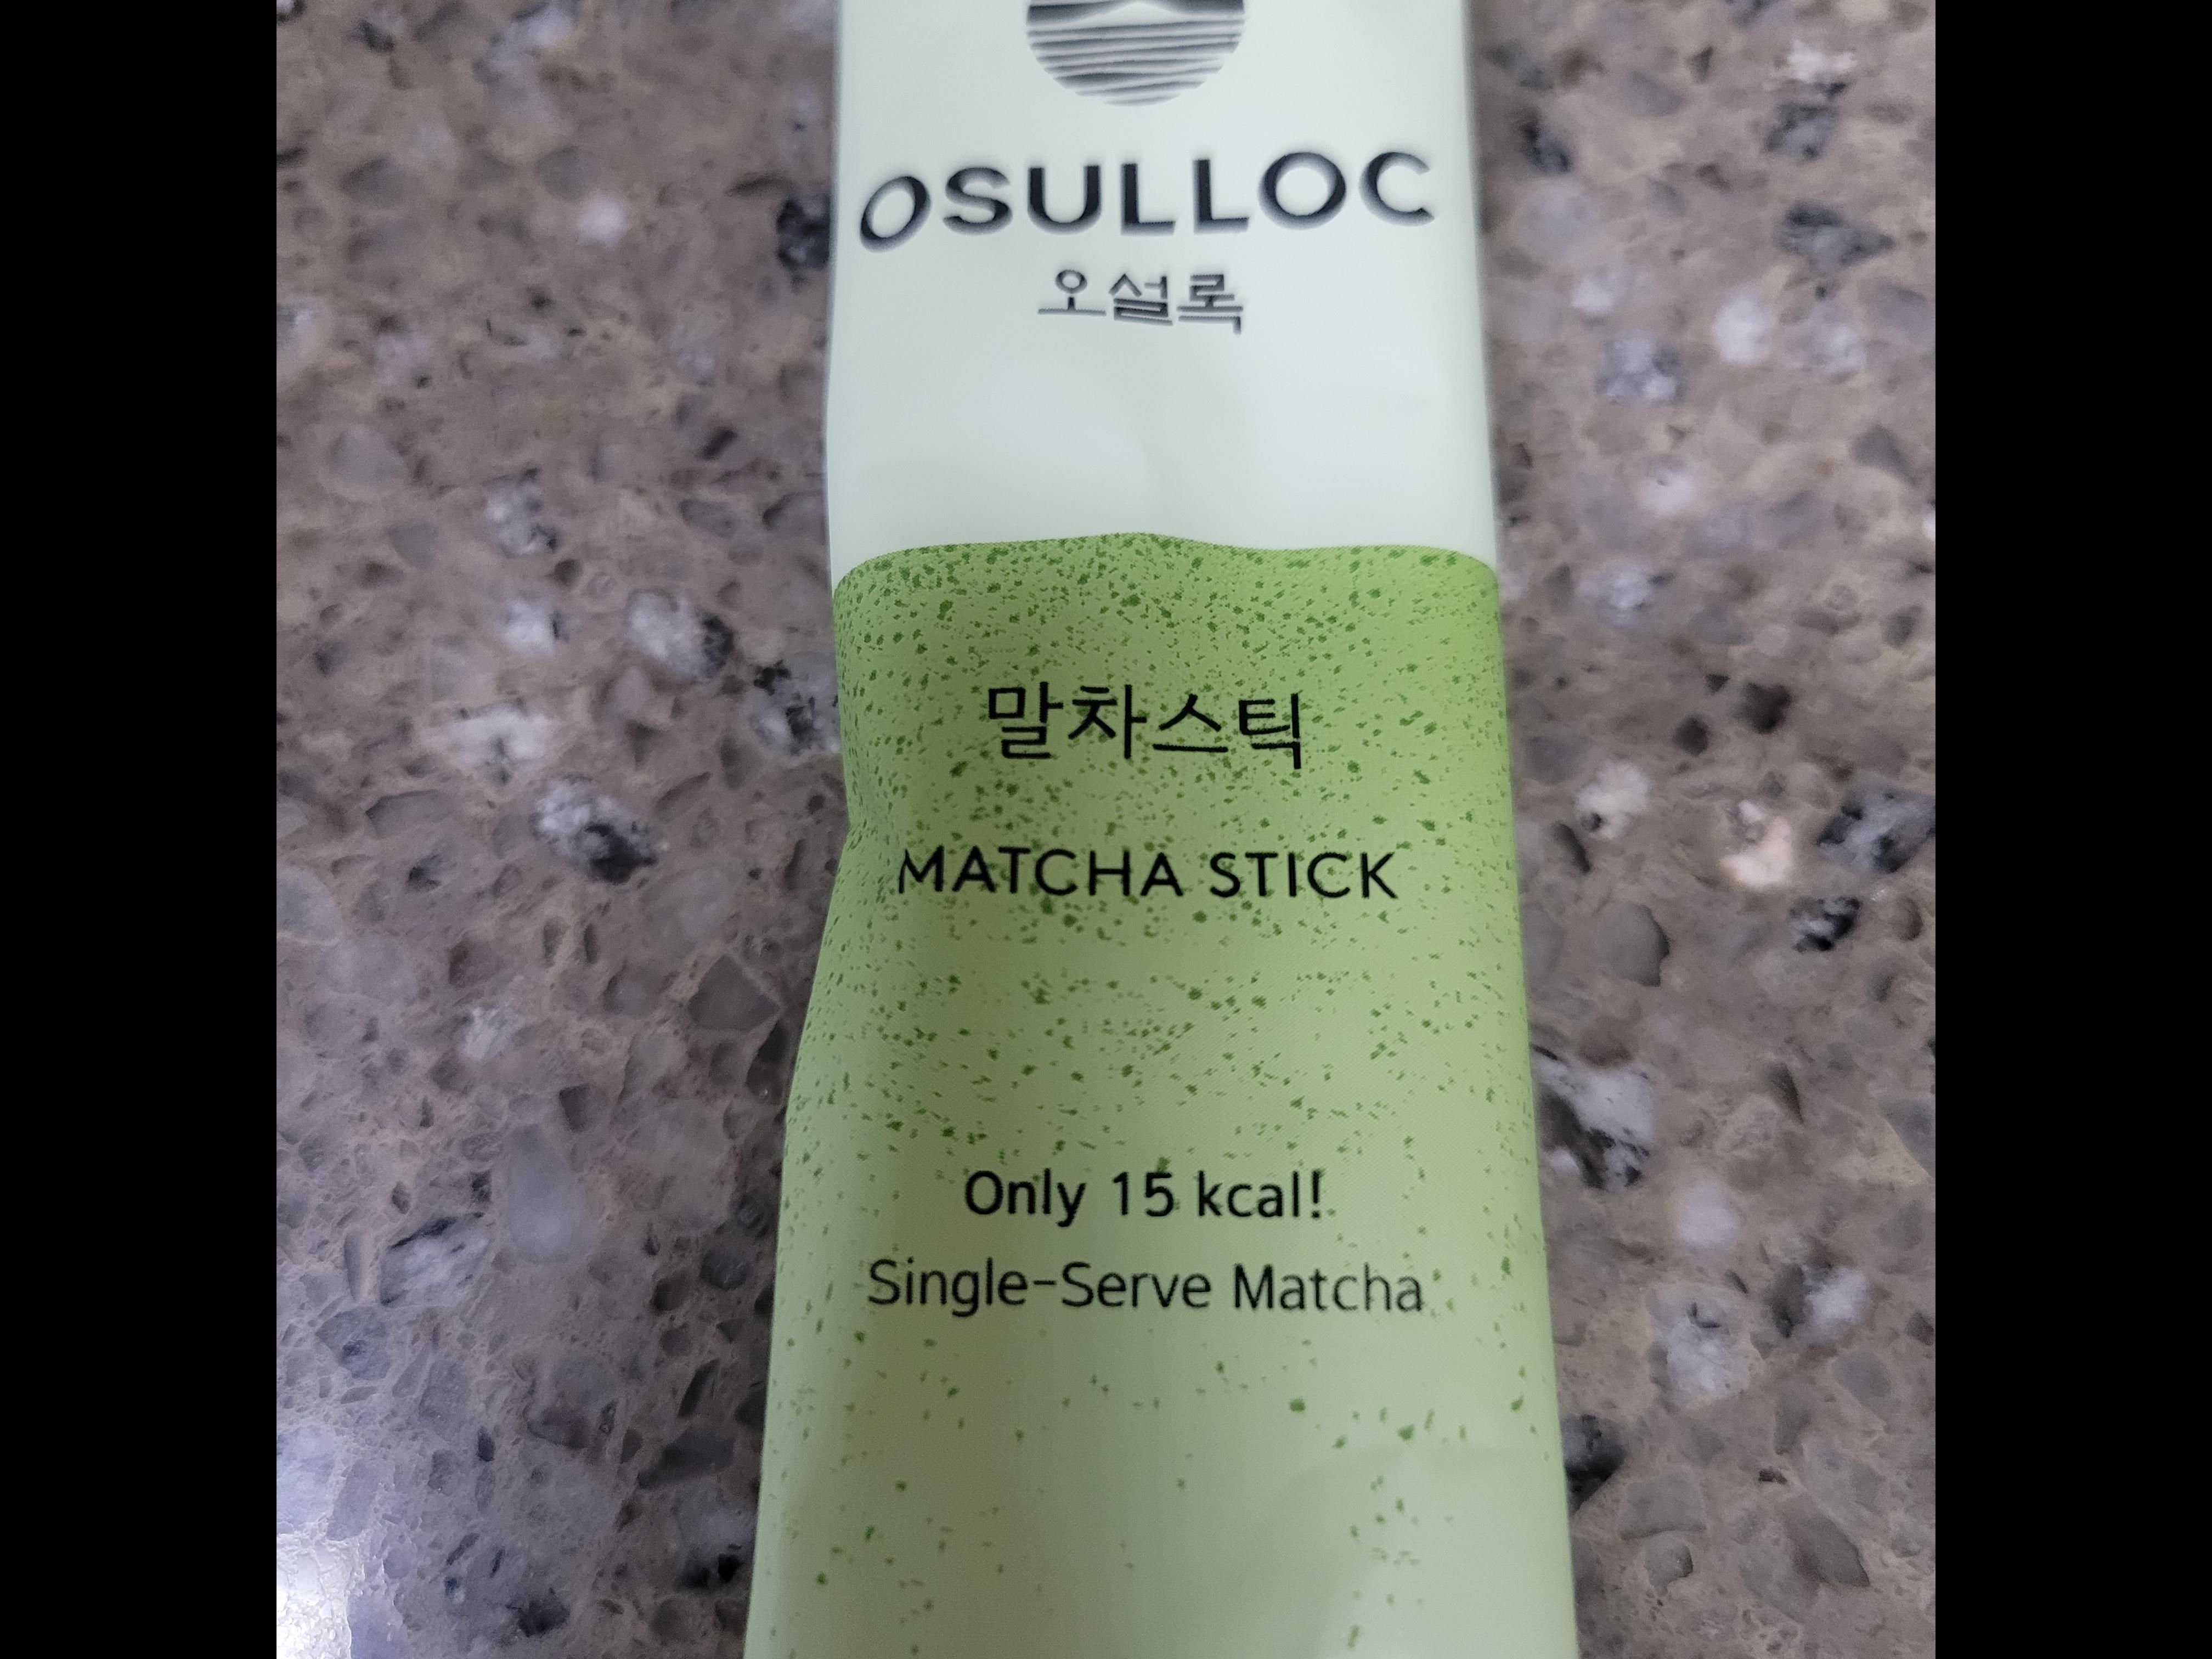 OSULLOC
오설록
말차스틱
MATCHA STICK
Only 15 kcal!
Single-Serve Matcha